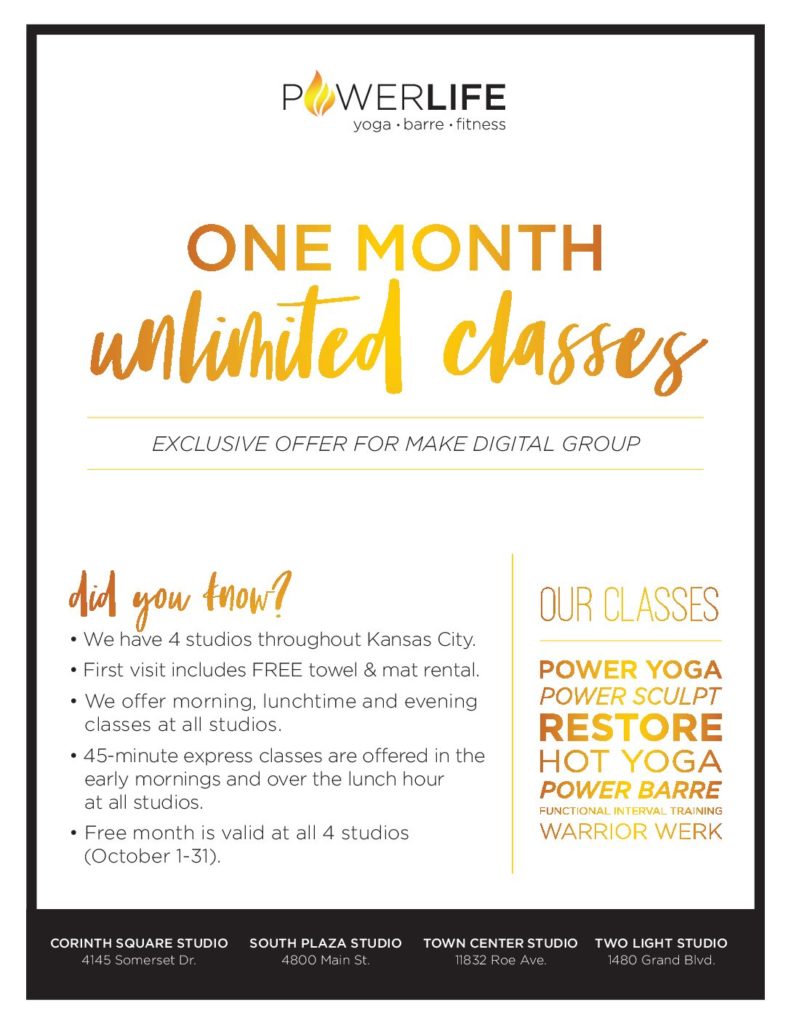 POWERLIFE
yoga • barre • fitness
ONE MONTH
unlimited classes
EXCLUSIVE OFFER FOR MAKE DIGITAL GROUP
did you know?
• We have 4 studios throughout Kansas City.
• First visit includes FREE towel & mat rental.
• We offer morning, lunchtime and evening
classes at all studios.
• 45-minute express classes are offered in the
early mornings and over the lunch hour
at all studios.
• Free month is valid at all 4 studios
(October 1-31).
OUR CLASSES
POWER YOGA
POWER SCULPT
RESTORE
HOT YOGA
POWER BARRE
FUNCTIONAL INTERVAL TRAINING
WARRIOR WERK
CORINTH SQUARE STUDIO
4145 Somerset Dr.
SOUTH PLAZA STUDIO
4800 Main St.
TOWN CENTER STUDIO
11832 Roe Ave.
TWO LIGHT STUDIO
1480 Grand Blvd.